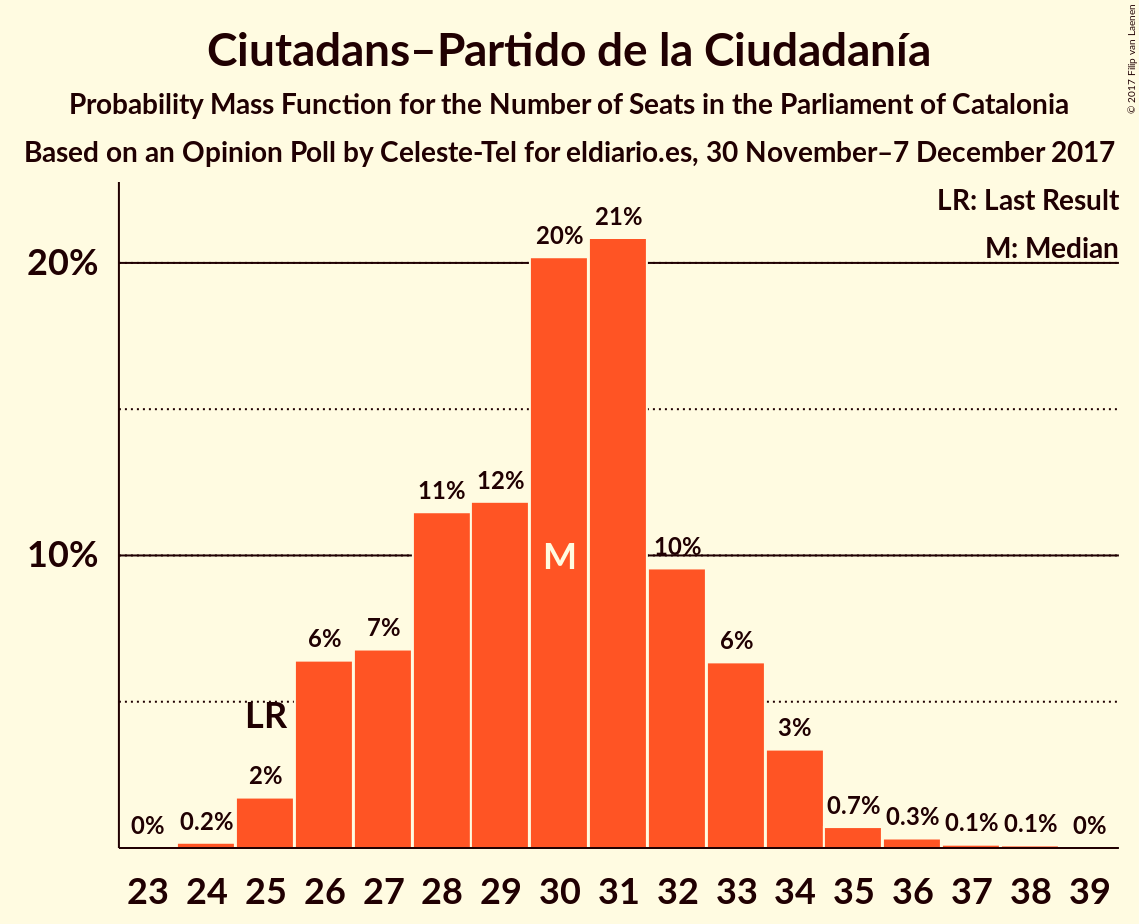 Ciutadans–Partido de la Ciudadanía
Probability Mass Function for the Number of Seats in the Parliament of Catalonia
Based on an Opinion Poll by Celeste-Tel for eldiario.es, 30 November–7 December 2017
© 2017 Filip van Laenen
LR: Last Result
M: Median
20%
10%
0%
0.2%
2%
LR
6%
7%
11%
12%
20%
M
21%
10%
6%
3%
0.7%
0.3%
0.1%
0.1%
0%
23 24 25 26 27 28 29 30 31 32 33 34 35 36 37 38 39